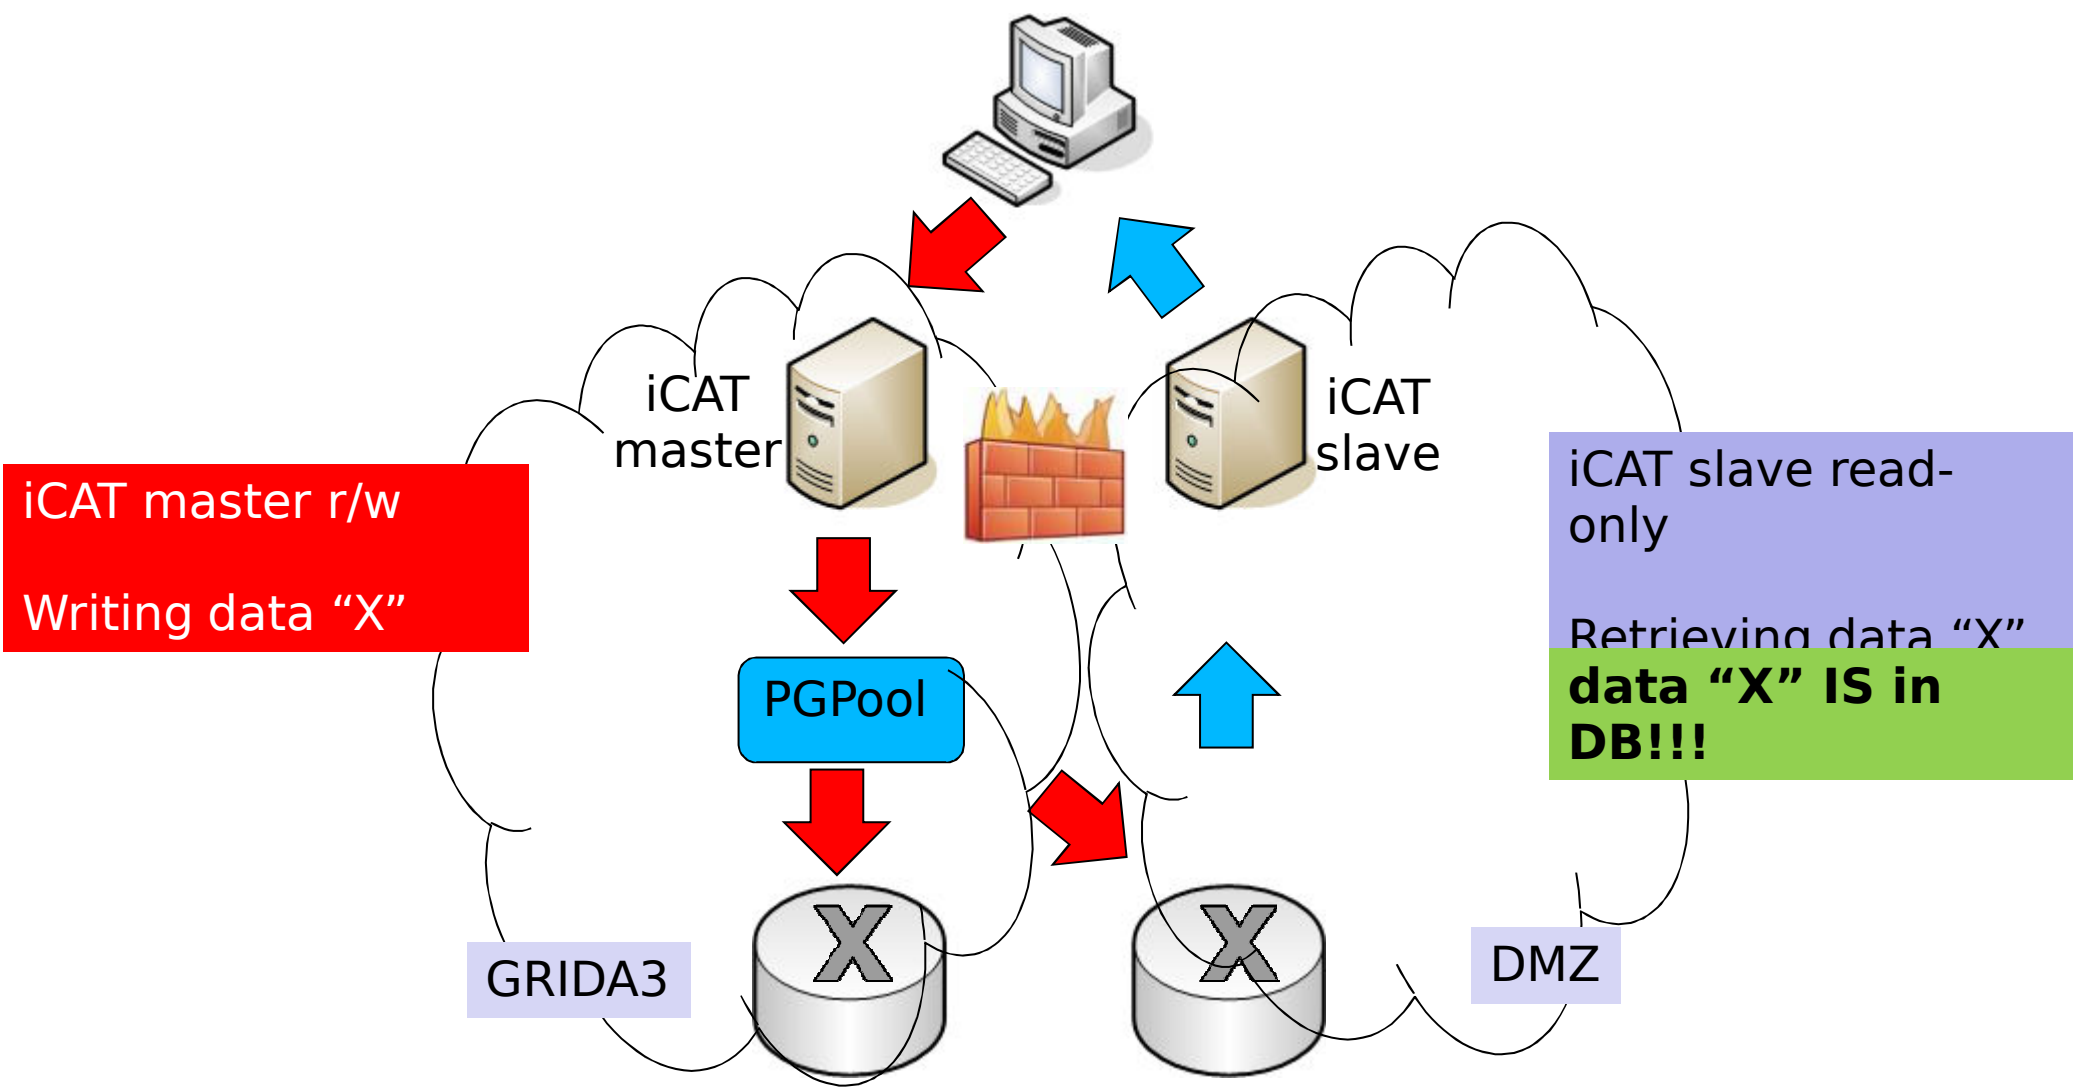 iCAT
master
iCAT
slave
iCAT master r/w
Writing data “X”
iCAT slave read-
only
Retrieving data “X”
data “X” IS in
DB!!!
PGPool
X
X
GRIDA3
DMZ